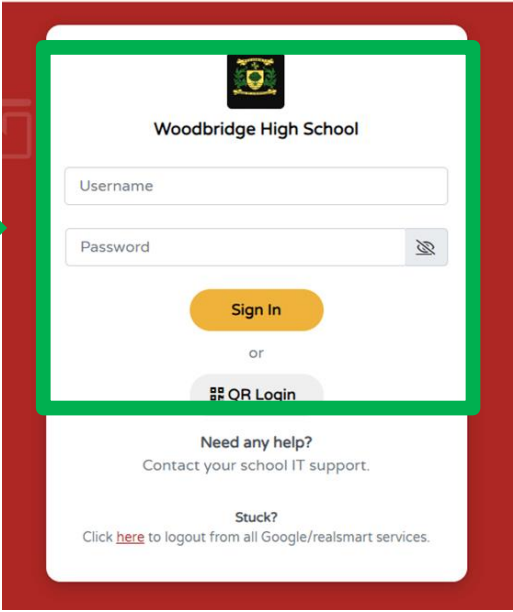 Woodbridge High School
Username
Password
Sign In
or
QR Login
Need any help?
Contact your school IT support.
Stuck?
Click here to logout from all Google/realsmart services.